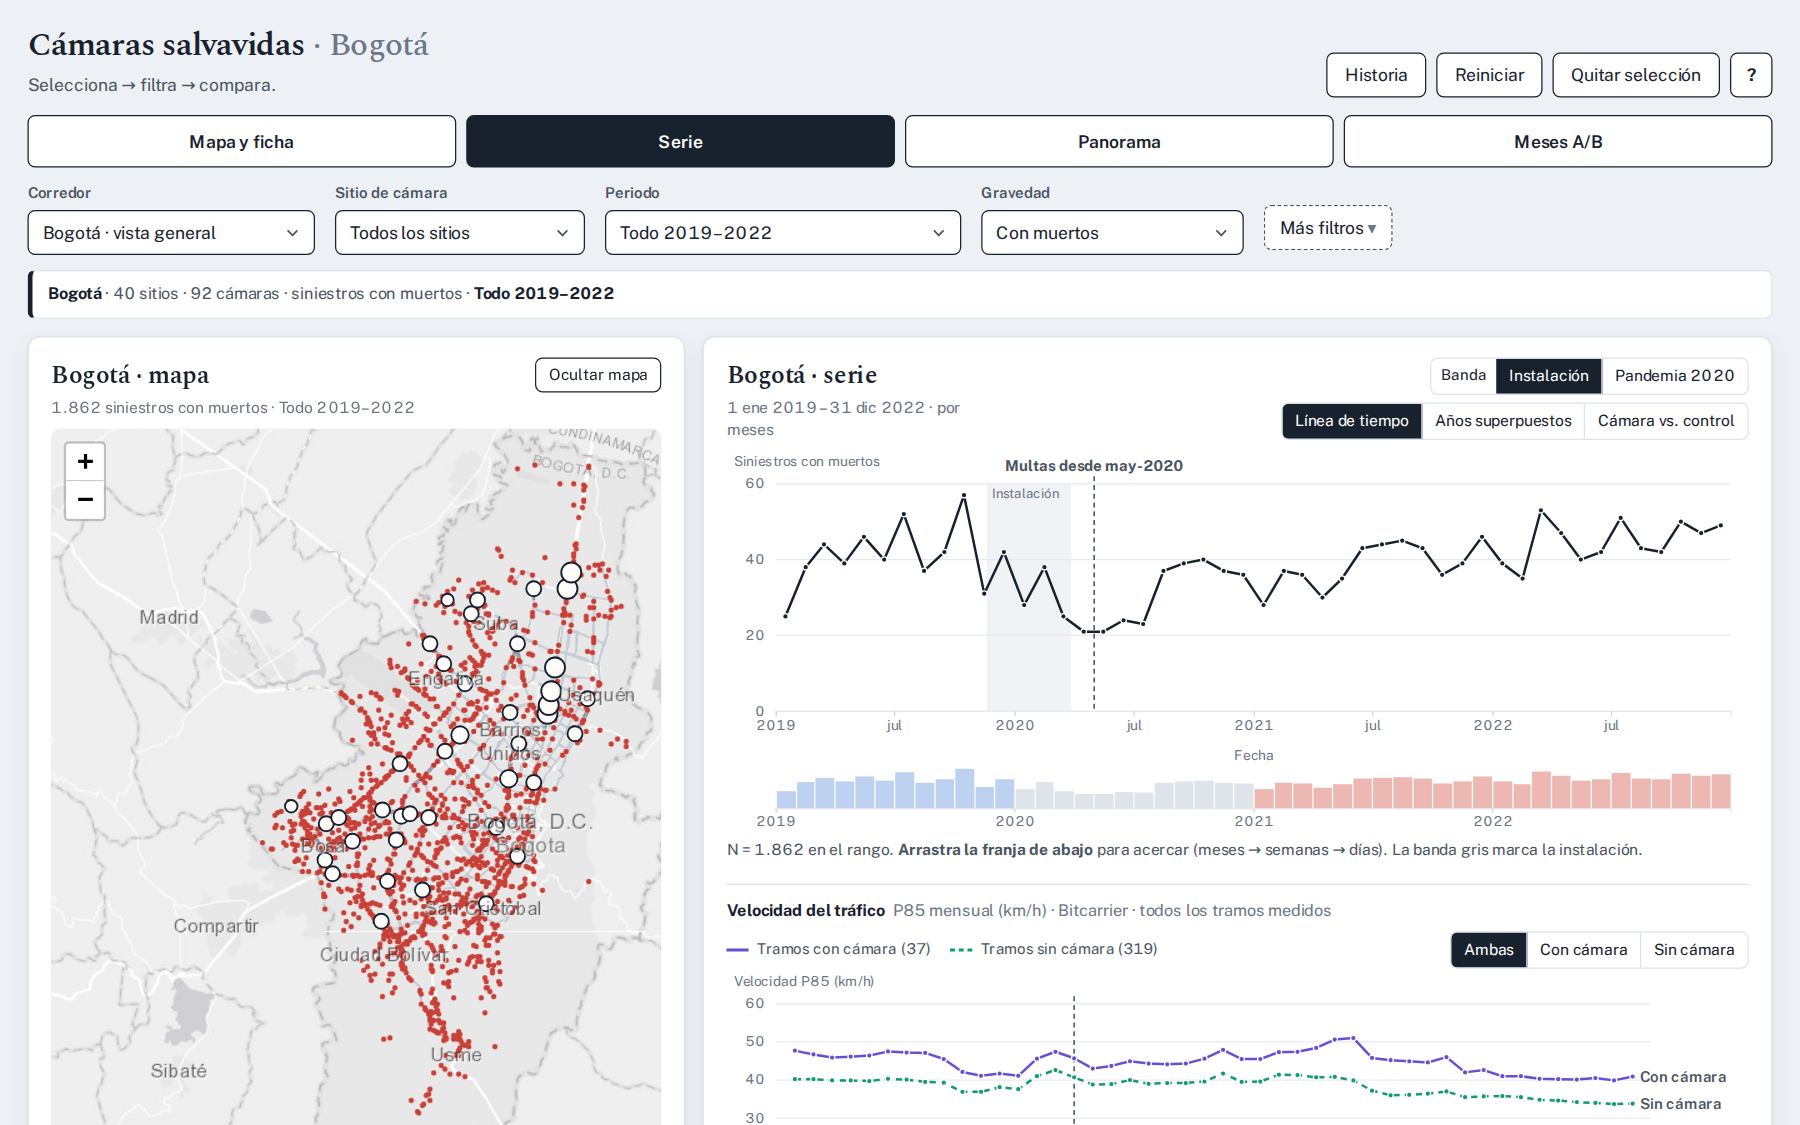 Cámaras salvavidas · Bogotá
Selecciona → filtra → compara.
Historia
Reiniciar
Quitar selección
?
Mapa y ficha
Serie
Panorama
Meses A/B
Corredor
Sitio de cámara
Periodo
Gravedad
Bogotá · vista general
Todos los sitios
Todo 2019–2022
Con muertos
Más filtros ▾
Bogotá · 40 sitios · 92 cámaras · siniestros con muertos · Todo 2019–2022
Bogotá · mapa
Ocultar mapa
1.862 siniestros con muertos · Todo 2019–2022
+
−
CUNDINAMARCA
BOGOTÁ, D.C.
Madrid
Suba
Engativá
Usaquén
Barrios
Unidos
Bogotá, D.C.
Bogota
Bosa
Compartir
San Cristobal
Ciudad Bolívar
Usme
Sibaté
Bogotá · serie
1 ene 2019–31 dic 2022 · por
meses
Banda
Instalación
Pandemia 2020
Línea de tiempo
Años superpuestos
Cámara vs. control
Siniestros con muertos
Multas desde may-2020
Instalación
60
40
20
0
2019
jul
2020
jul
2021
jul
2022
jul
Fecha
2019
2020
2021
2022
N = 1.862 en el rango. Arrastra la franja de abajo para acercar (meses → semanas → días). La banda gris marca la instalación.
Velocidad del tráfico P85 mensual (km/h) · Bitcarrier · todos los tramos medidos
Tramos con cámara (37)
Tramos sin cámara (319)
Ambas
Con cámara
Sin cámara
Velocidad P85 (km/h)
60
50
40
30
Con cámara
Sin cámara